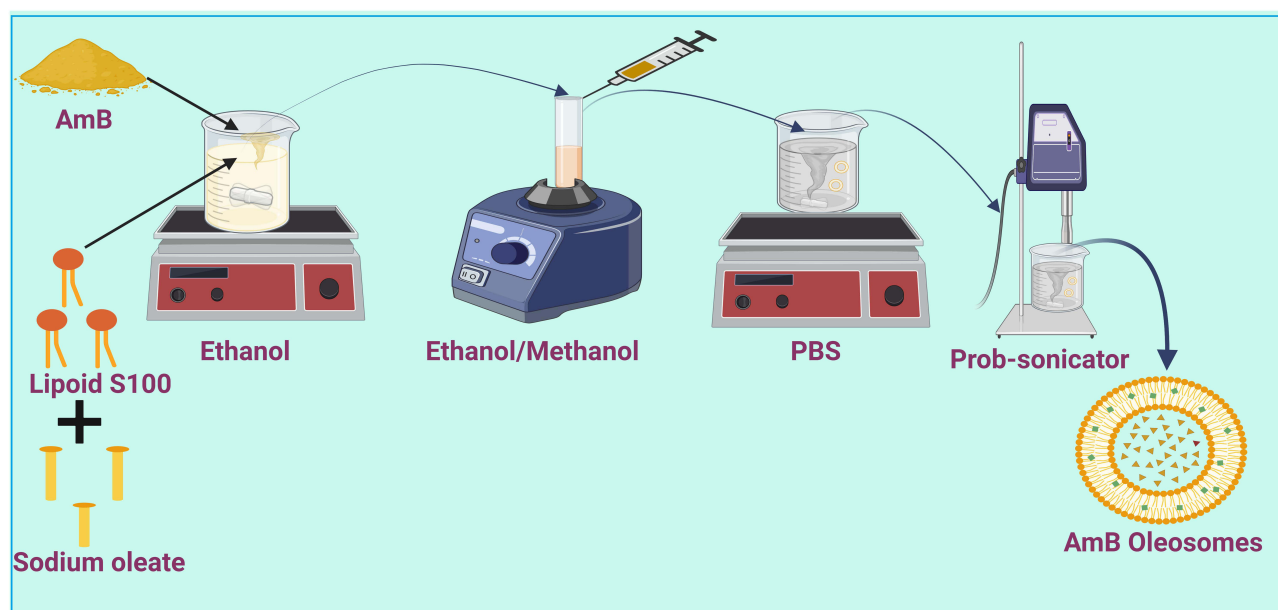 AmB
Ethanol
Ethanol/Methanol
PBS
Prob-sonicator
Lipoid S100
+
Sodium oleate
AmB Oleosomes